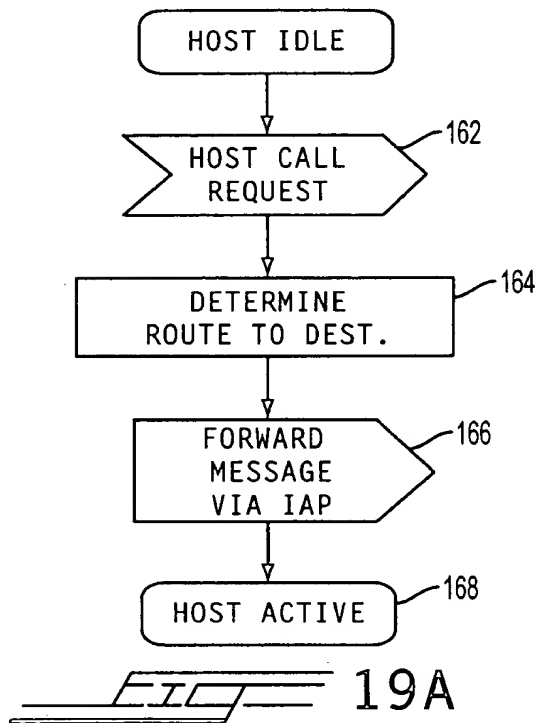 HOST IDLE
162
HOST CALL
REQUEST
164
DETERMINE
ROUTE TO DEST.
166
FORWARD
MESSAGE
VIA IAP
168
HOST ACTIVE
FIG 19A